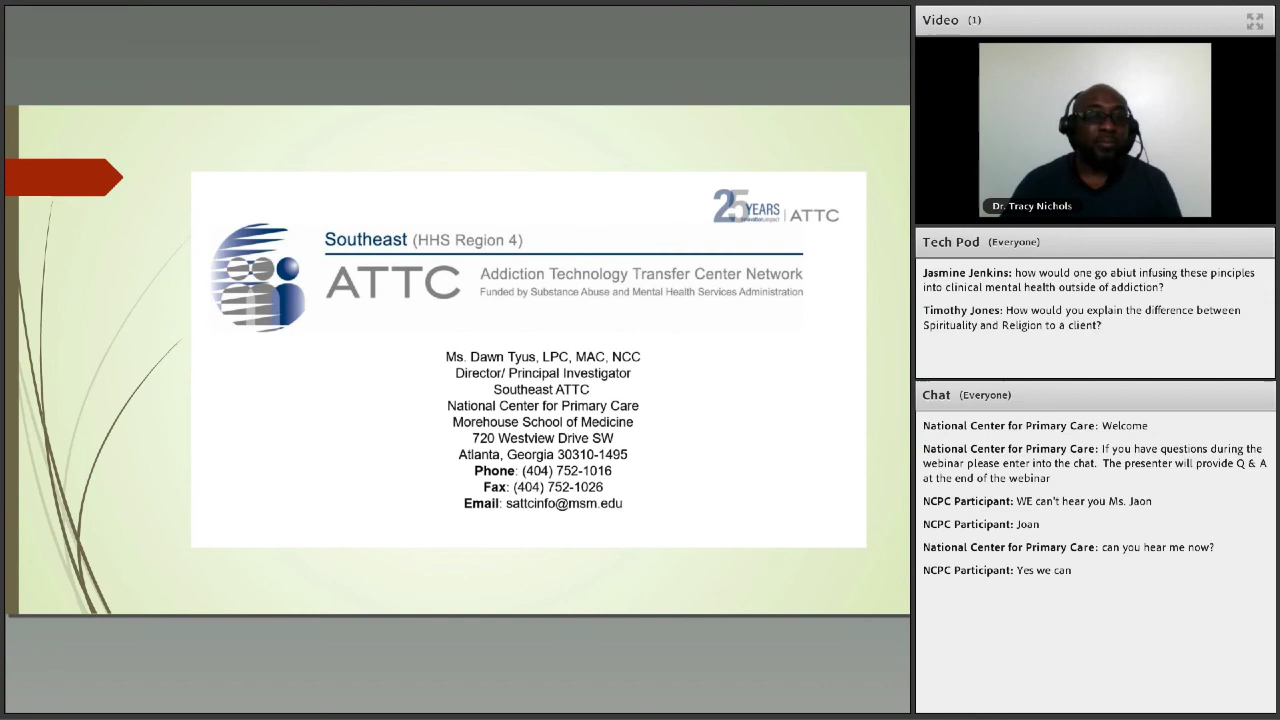 25 YEARS
ATTC
Southeast (HHS Region 4)
ATTC
Addiction Technology Transfer Center Network
Funded by Substance Abuse and Mental Health Services Administration
Ms. Dawn Tyus, LPC, MAC, NCC
Director/ Principal Investigator
Southeast ATTC
National Center for Primary Care
Morehouse School of Medicine
720 Westview Drive SW
Atlanta, Georgia 30310-1495
Phone: (404) 752-1016
Fax: (404) 752-1026
Email: sattcinfo@msm.edu
Video (1)
Dr. Tracy Nichols
Tech Pod (Everyone)
Jasmine Jenkins: how would one go abiut infusing these pinciples
into clinical mental health outside of addiction?
Timothy Jones: How would you explain the difference between
Spirituality and Religion to a client?
Chat (Everyone)
National Center for Primary Care: Welcome
National Center for Primary Care: If you have questions during the
webinar please enter into the chat. The presenter will provide Q & A
at the end of the webinar
NCPC Participant: WE can't hear you Ms. Jaon
NCPC Participant: Joan
National Center for Primary Care: can you hear me now?
NCPC Participant: Yes we can